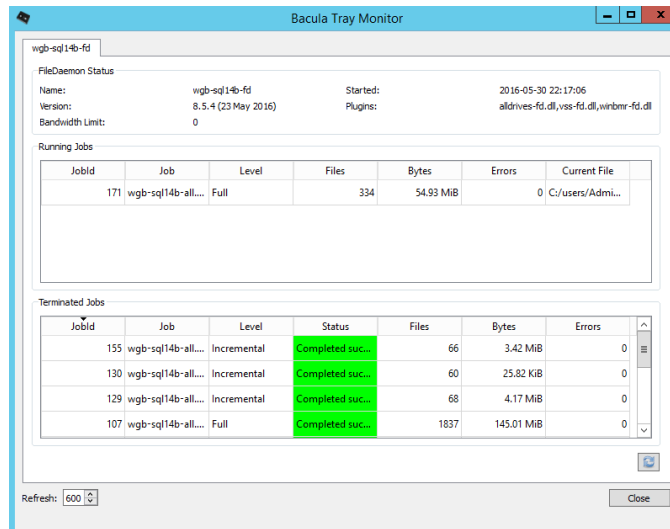 Bacula Tray Monitor
wgb-sql14b-fd
FileDaemon Status
Name: wgb-sql14b-fd Started: 2016-05-30 22:17:06
Version: 8.5.4 (23 May 2016) Plugins: alldrives-fd.dll,vss-fd.dll,winbmr-fd.dll
Bandwidth Limit: 0
Running Jobs
JobId Job Level Files Bytes Errors Current File
171 wgb-sql14b-all.... Full 334 54.93 MiB 0 C:/users/Admi...
Terminated Jobs
JobId Job Level Status Files Bytes Errors
155 wgb-sql14b-all.... Incremental Completed suc... 66 3.42 MiB 0
130 wgb-sql14b-all.... Incremental Completed suc... 60 25.82 KiB 0
129 wgb-sql14b-all.... Incremental Completed suc... 68 4.17 MiB 0
107 wgb-sql14b-all.... Full Completed suc... 1837 145.01 MiB 0
Refresh: 600 Close